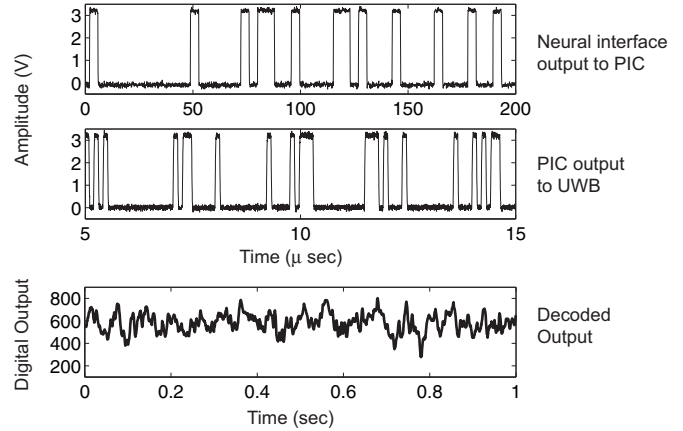 3
2
1
0
0 50 100 150 200
Neural interface
output to PIC
Amplitude (V)
3
2
1
0
5 10 15
Time (μ sec)
PIC output
to UWB
Digital Output
800
600
400
200
0 0.2 0.4 0.6 0.8 1
Time (sec)
Decoded
Output